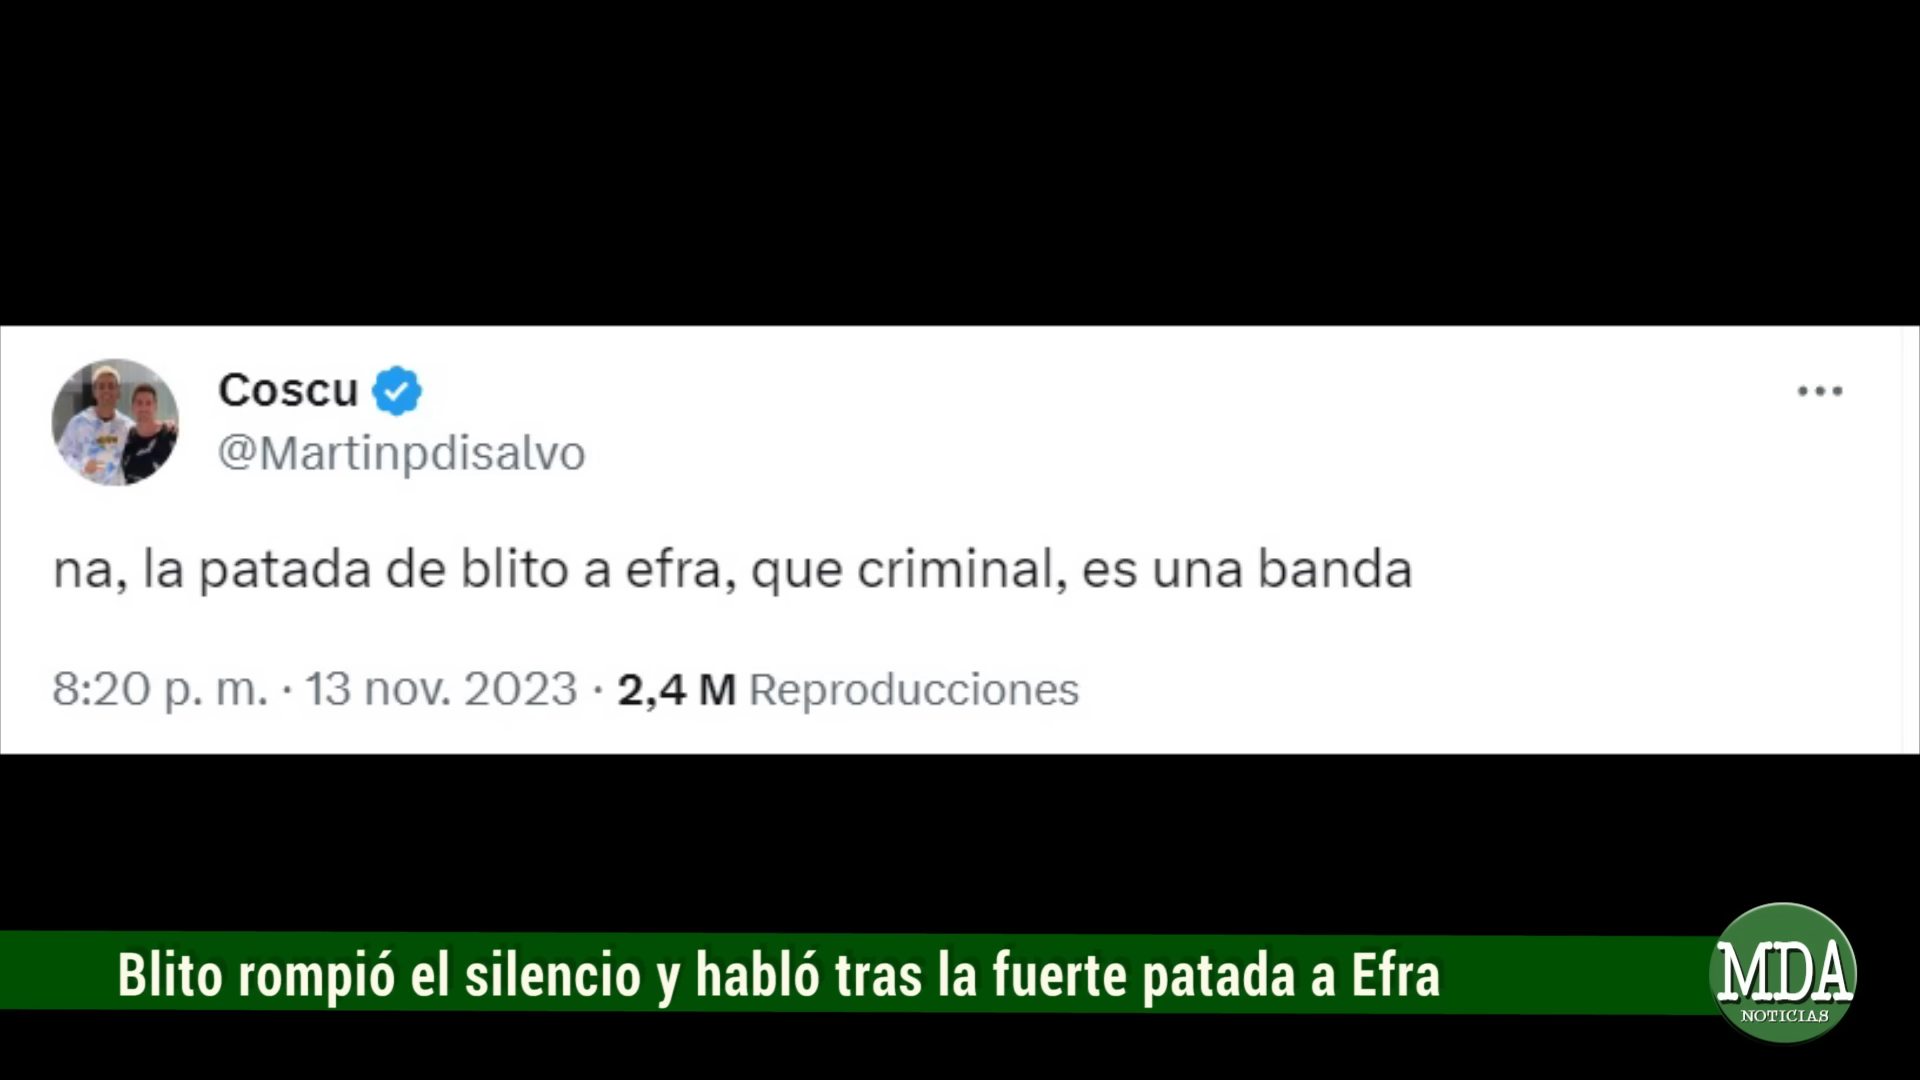 Coscu
@Martinpdisalvo
na, la patada de blito a efra, que criminal, es una banda
8:20 p. m. · 13 nov. 2023 · 2,4 M Reproducciones
Blito rompió el silencio y habló tras la fuerte patada a Efra
MDA
NOTICIAS